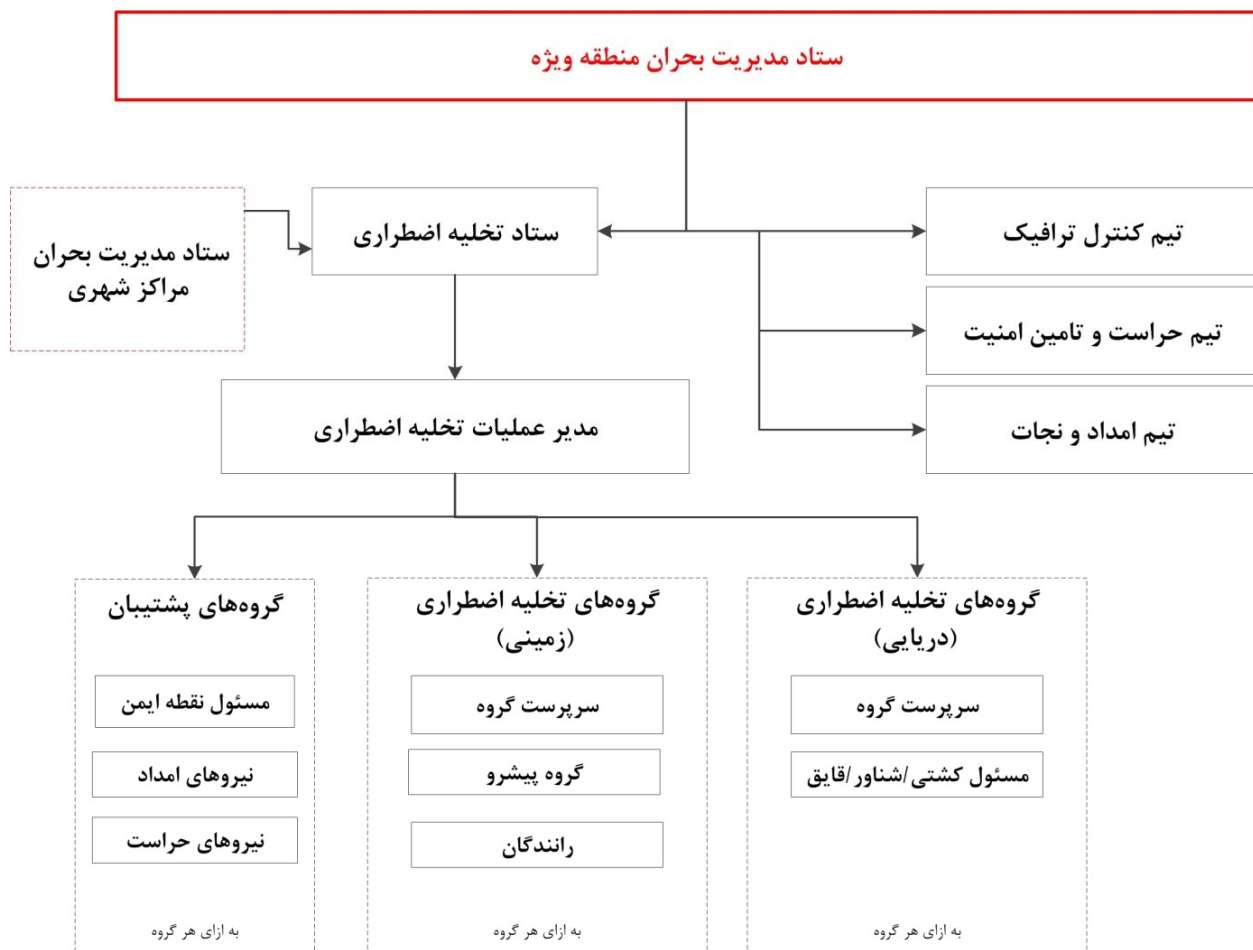 ستاد مدیریت بحران منطقه ویژه
تیم کنترل ترافیک
ستاد تخلیه اضطراری
ستاد مدیریت بحران
مراکز شهری
تیم حراست و تامین امنیت
تیم امداد و نجات
مدیر عملیات تخلیه اضطراری
گروه‌های تخلیه اضطراری
(دریایی)
سرپرست گروه
مسئول کشتی/شناور/قایق
به ازای هر گروه
گروه‌های تخلیه اضطراری
(زمینی)
سرپرست گروه
گروه پیشرو
رانندگان
به ازای هر گروه
گروه‌های پشتیبان
مسئول نقطه ایمن
نیروهای امداد
نیروهای حراست
به ازای هر گروه